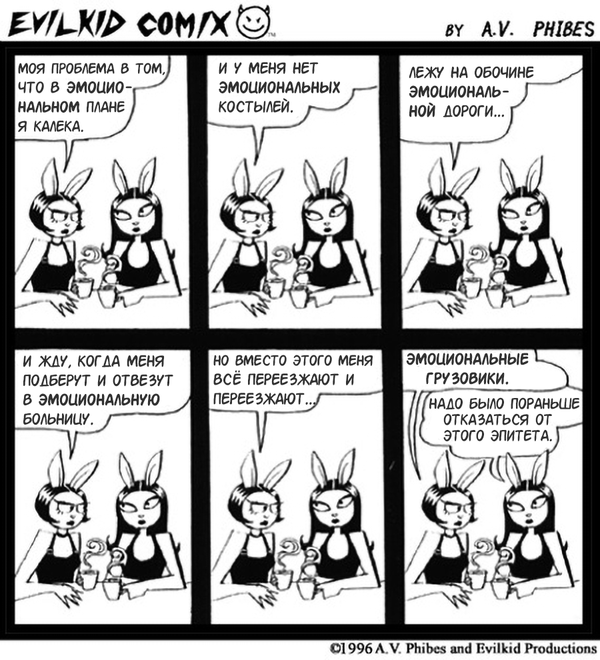 EVILKID COMIX TM
BY A.V. PHIBES
МОЯ ПРОБЛЕМА В ТОМ,
ЧТО В ЭМОЦИО-
НАЛЬНОМ ПЛАНЕ
Я КАЛЕКА.
И У МЕНЯ НЕТ
ЭМОЦИОНАЛЬНЫХ
КОСТЫЛЕЙ.
ЛЕЖУ НА ОБОЧИНЕ
ЭМОЦИОНАЛЬ-
НОЙ ДОРОГИ...
И ЖДУ, КОГДА МЕНЯ
ПОДБЕРУТ И ОТВЕЗУТ
В ЭМОЦИОНАЛЬНУЮ
БОЛЬНИЦУ.
НО ВМЕСТО ЭТОГО МЕНЯ
ВСЁ ПЕРЕЕЗЖАЮТ И
ПЕРЕЕЗЖАЮТ...
ЭМОЦИОНАЛЬНЫЕ
ГРУЗОВИКИ.
НАДО БЫЛО ПОРАНЬШЕ
ОТКАЗАТЬСЯ ОТ
ЭТОГО ЭПИТЕТА.
©1996 A.V. Phibes and Evilkid Productions